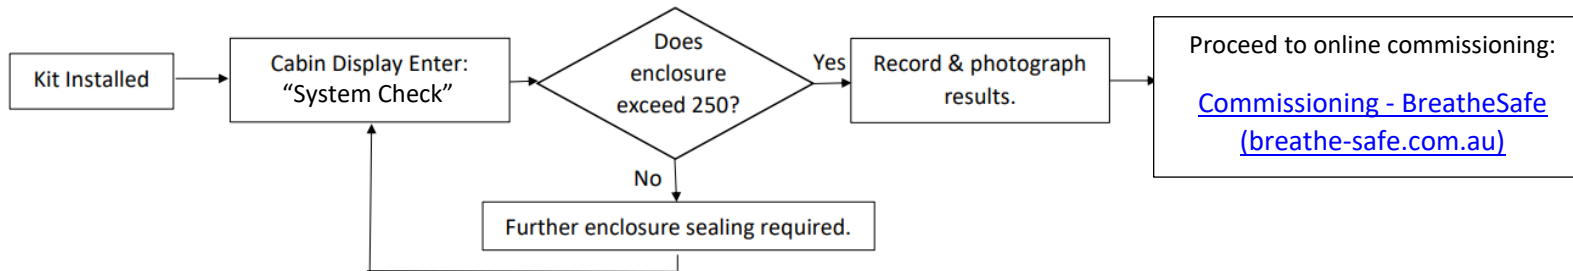 Kit Installed
Cabin Display Enter:
“System Check”
Does
enclosure
exceed 250?
Yes
Record & photograph
results.
Proceed to online commissioning:
Commissioning - BreatheSafe
(breathe-safe.com.au)
No
Further enclosure sealing required.